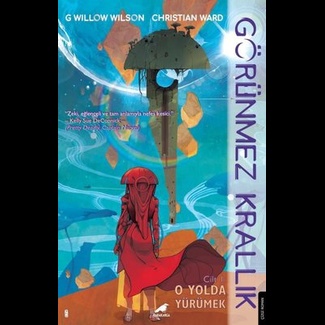 G WILLOW WILSON
CHRISTIAN WARD
GÖRÜNMEZ KRALLIK
"Zeki, eğlenceli ve tam anlamıyla nefes kesici."
—Kelly Sue DeConnick
Cilt 1
O YOLDA
YÜRÜMEK